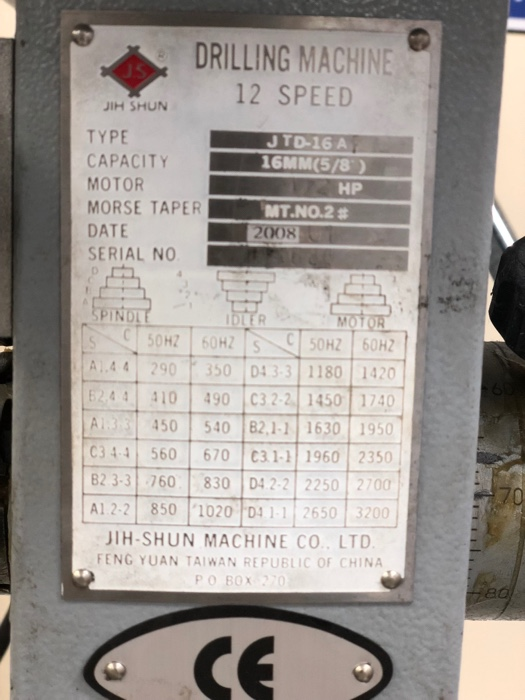 JS ®
JIH SHUN
DRILLING MACHINE
12 SPEED
TYPE JTD-16A
CAPACITY 16MM(5/8")
MOTOR HP
MORSE TAPER MT.NO.2#
DATE 2008
SERIAL NO.
SPINDLE IDLER MOTOR
S C 50HZ 60HZ S C 50HZ 60HZ
A1.4-4 290 350 D4.3-3 1180 1420
B2.4-4 410 490 C3.2-2 1450 1740
A1.3-3 450 540 B2.1-1 1630 1950
C3.4-4 560 670 C3.1-1 1960 2350
B2.3-3 760 830 D4.2-2 2250 2700
A1.2-2 850 1020 D4.1-1 2650 3200
JIH-SHUN MACHINE CO., LTD.
FENG YUAN TAIWAN REPUBLIC OF CHINA
P.O BOX 270
CE
60
70
80